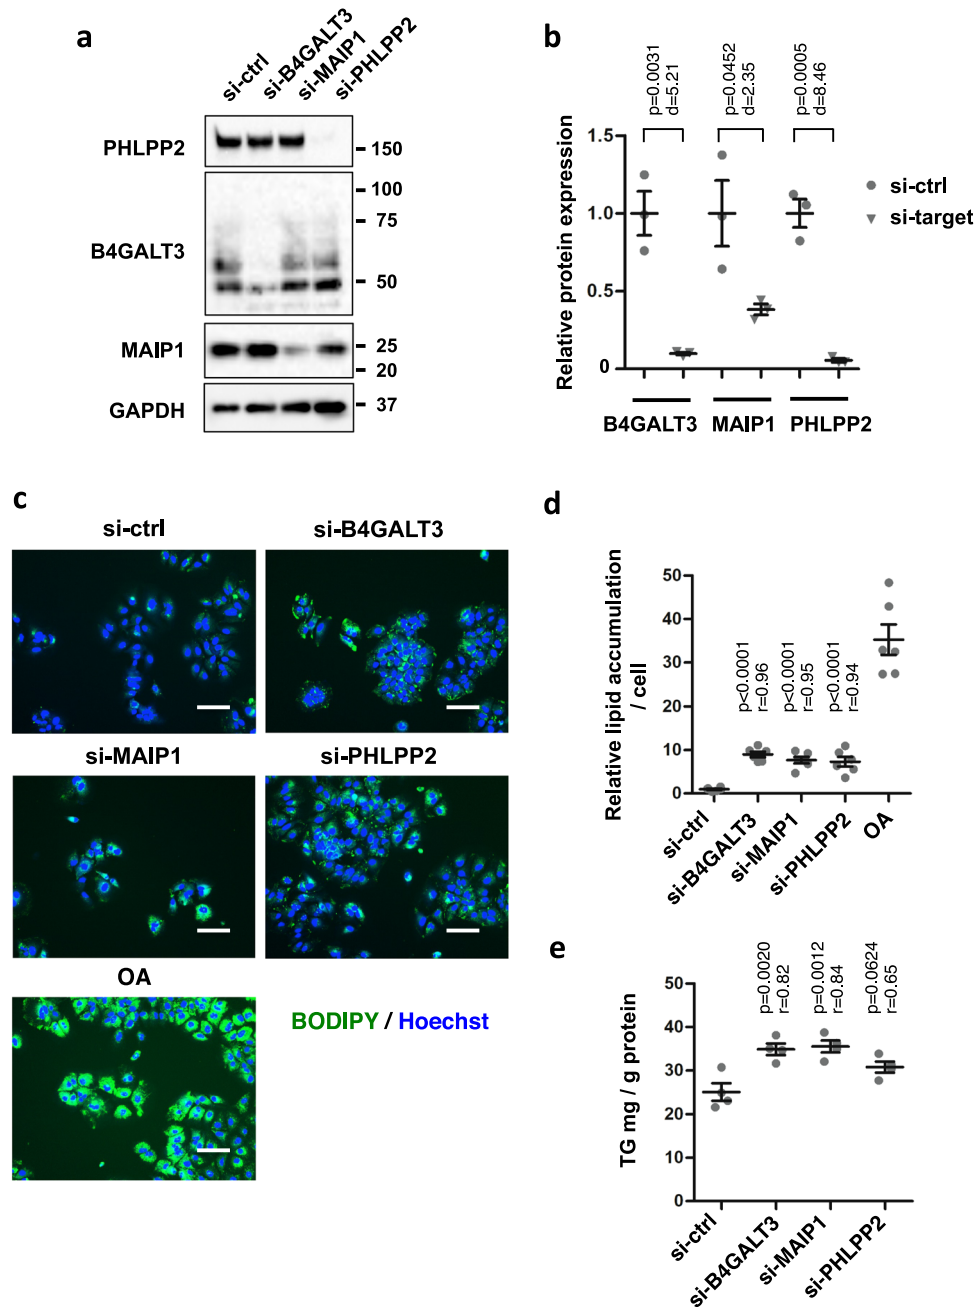 a
si-ctrl
si-B4GALT3
si-MAIP1
si-PHLPP2
PHLPP2
150
100
75
B4GALT3
50
MAIP1
25
20
GAPDH
37
b
p=0.0031
d=5.21
p=0.0452
d=2.35
p=0.0005
d=8.46
Relative protein expression
1.5
1.0
0.5
0
si-ctrl
si-target
B4GALT3
MAIP1
PHLPP2
c
si-ctrl
si-B4GALT3
si-MAIP1
si-PHLPP2
OA
BODIPY / Hoechst
d
Relative lipid accumulation
/ cell
50
40
30
20
10
0
p<0.0001
r=0.96
p<0.0001
r=0.95
p<0.0001
r=0.94
si-ctrl
si-B4GALT3
si-MAIP1
si-PHLPP2
OA
e
TG mg / g protein
50
40
30
20
10
0
p=0.0020
r=0.82
p=0.0012
r=0.84
p=0.0624
r=0.65
si-ctrl
si-B4GALT3
si-MAIP1
si-PHLPP2